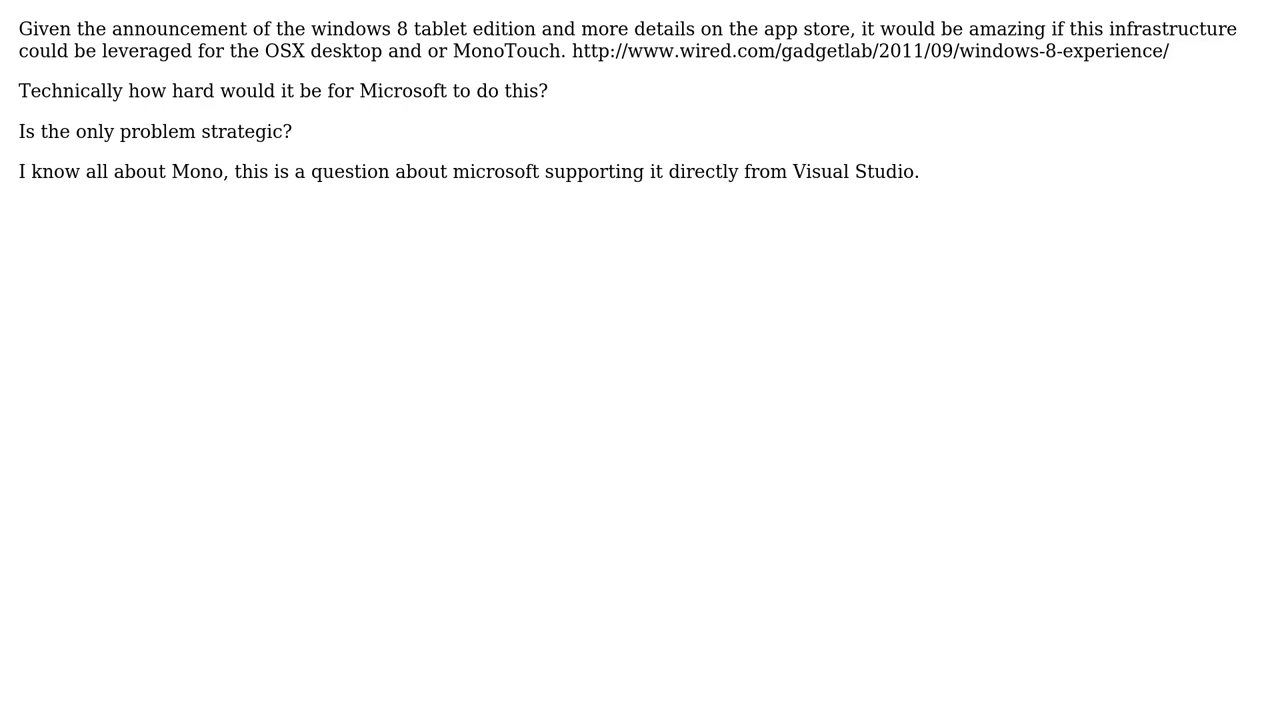 Given the announcement of the windows 8 tablet edition and more details on the app store, it would be amazing if this infrastructure
could be leveraged for the OSX desktop and or MonoTouch. http://www.wired.com/gadgetlab/2011/09/windows-8-experience/
Technically how hard would it be for Microsoft to do this?
Is the only problem strategic?
I know all about Mono, this is a question about microsoft supporting it directly from Visual Studio.